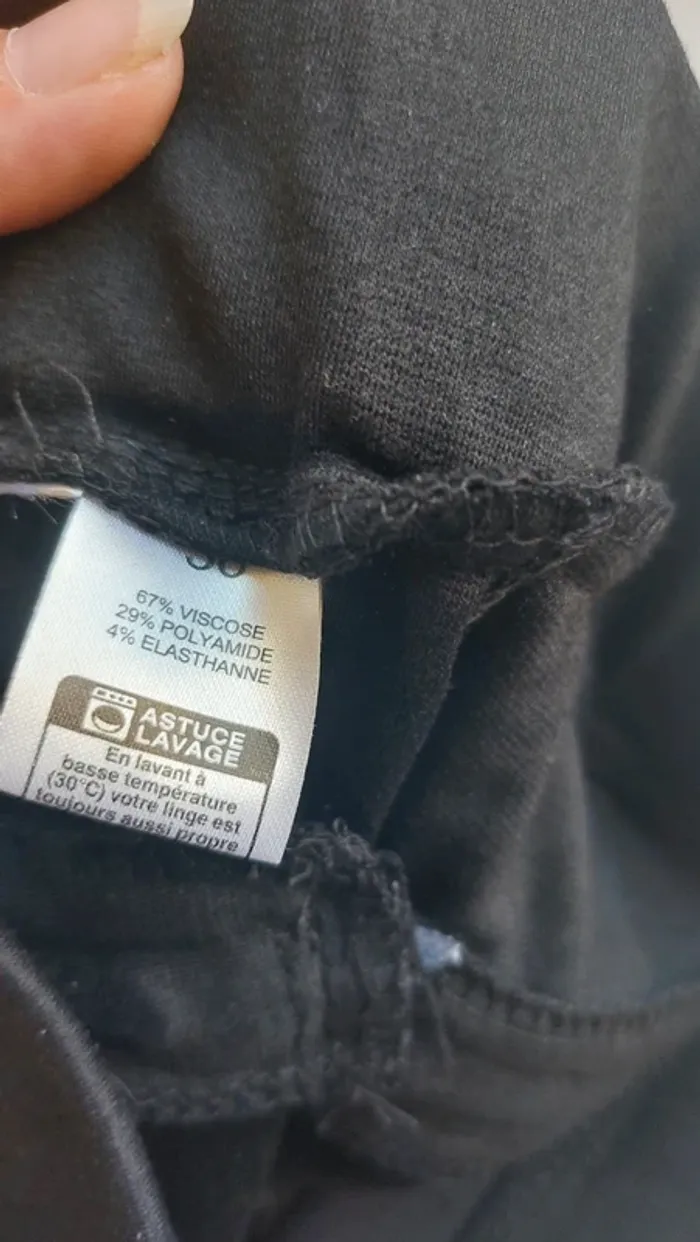 67% VISCOSE
29% POLYAMIDE
4% ELASTHANNE
ASTUCE
LAVAGE
En lavant à
basse température
(30°C) votre linge est
toujours aussi propre